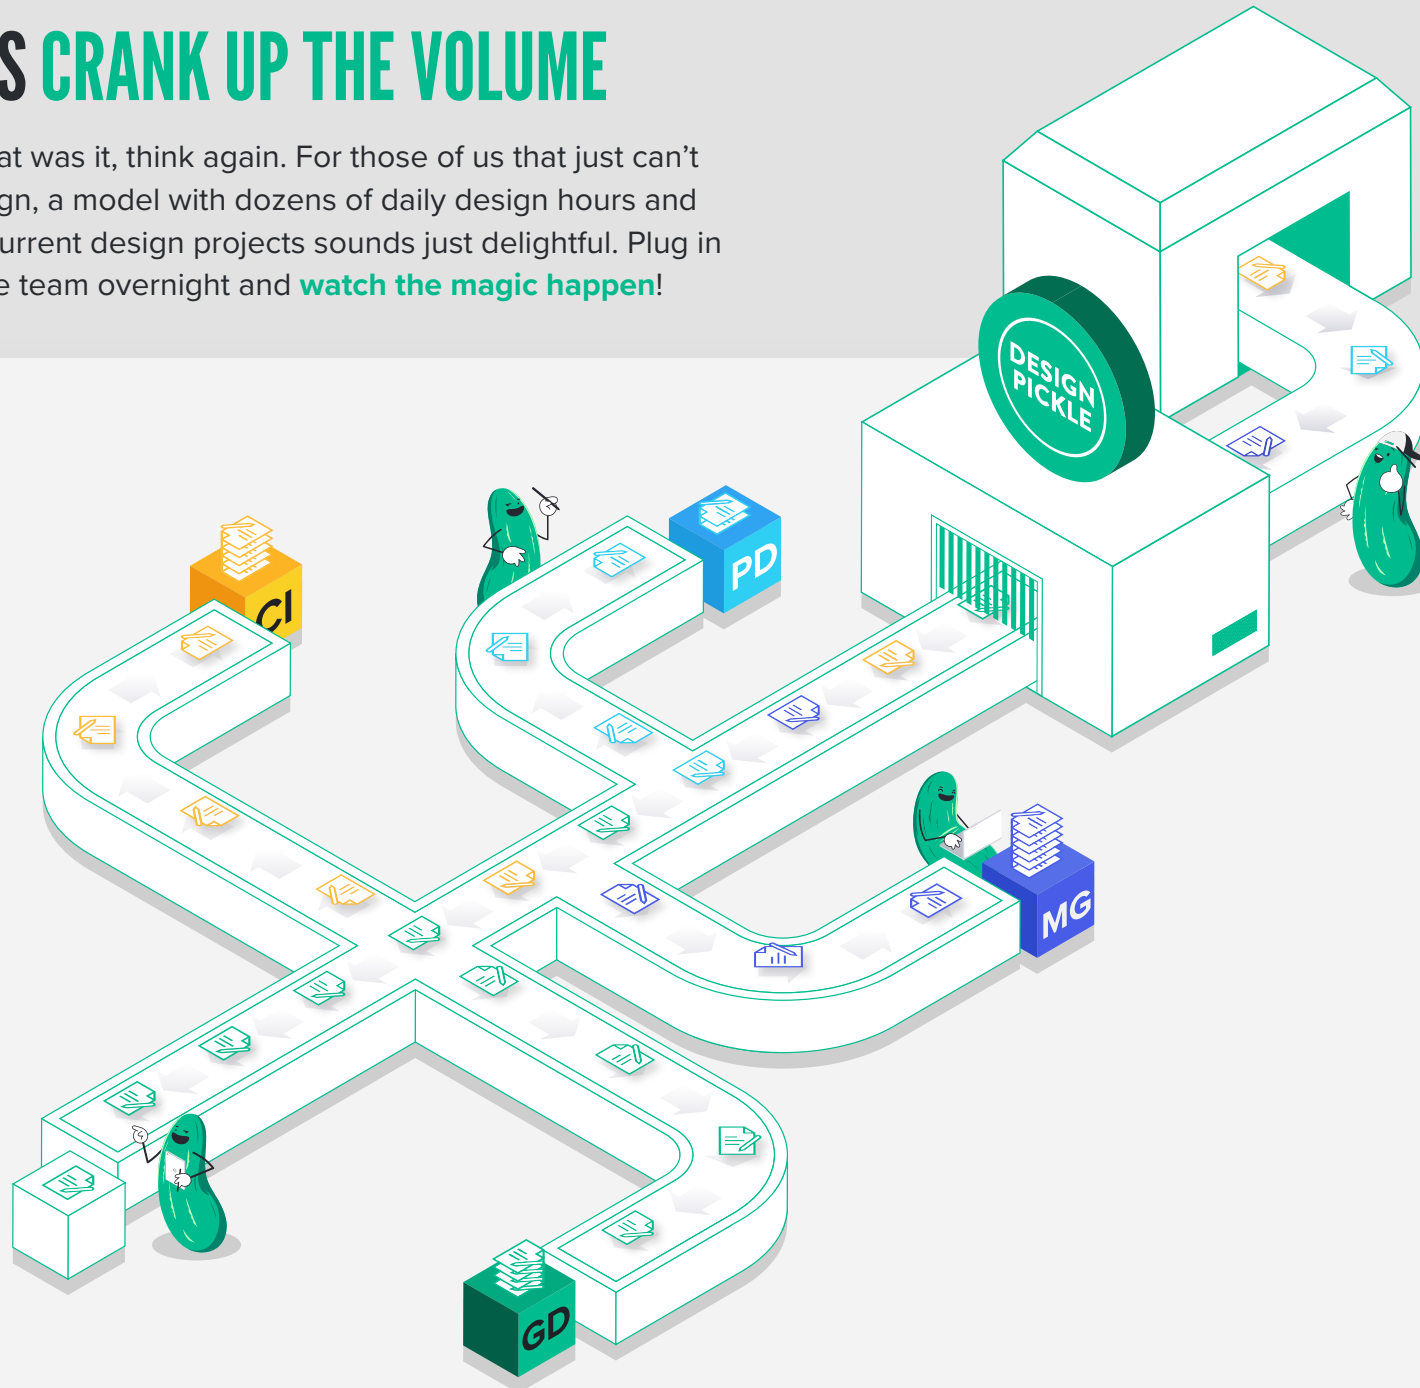 S CRANK UP THE VOLUME
at was it, think again. For those of us that just can't
gn, a model with dozens of daily design hours and
urrent design projects sounds just delightful. Plug in
e team overnight and watch the magic happen!
DESIGN
PICKLE
PD
CI
MG
GD